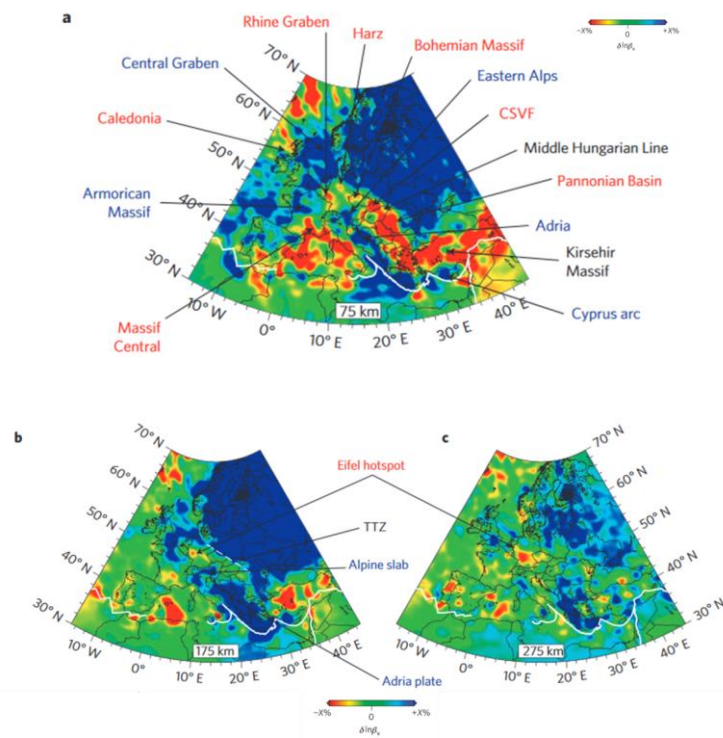 a
Rhine Graben
Harz
Bohemian Massif
Central Graben
Eastern Alps
Caledonia
CSVF
Middle Hungarian Line
Pannonian Basin
Armorican
Massif
Adria
Kirsehir
Massif
Cyprus arc
Massif
Central
70° N
60° N
50° N
40° N
30° N
10° W
0°
10° E
20° E
30° E
40° E
75 km
−X%
0
+X%
δlnβv
b
70° N
60° N
50° N
40° N
30° N
10° W
0°
10° E
20° E
30° E
40° E
175 km
Eifel hotspot
TTZ
Alpine slab
Adria plate
c
70° N
60° N
50° N
40° N
30° N
10° W
0°
10° E
20° E
30° E
40° E
275 km
−X%
0
+X%
δlnβv